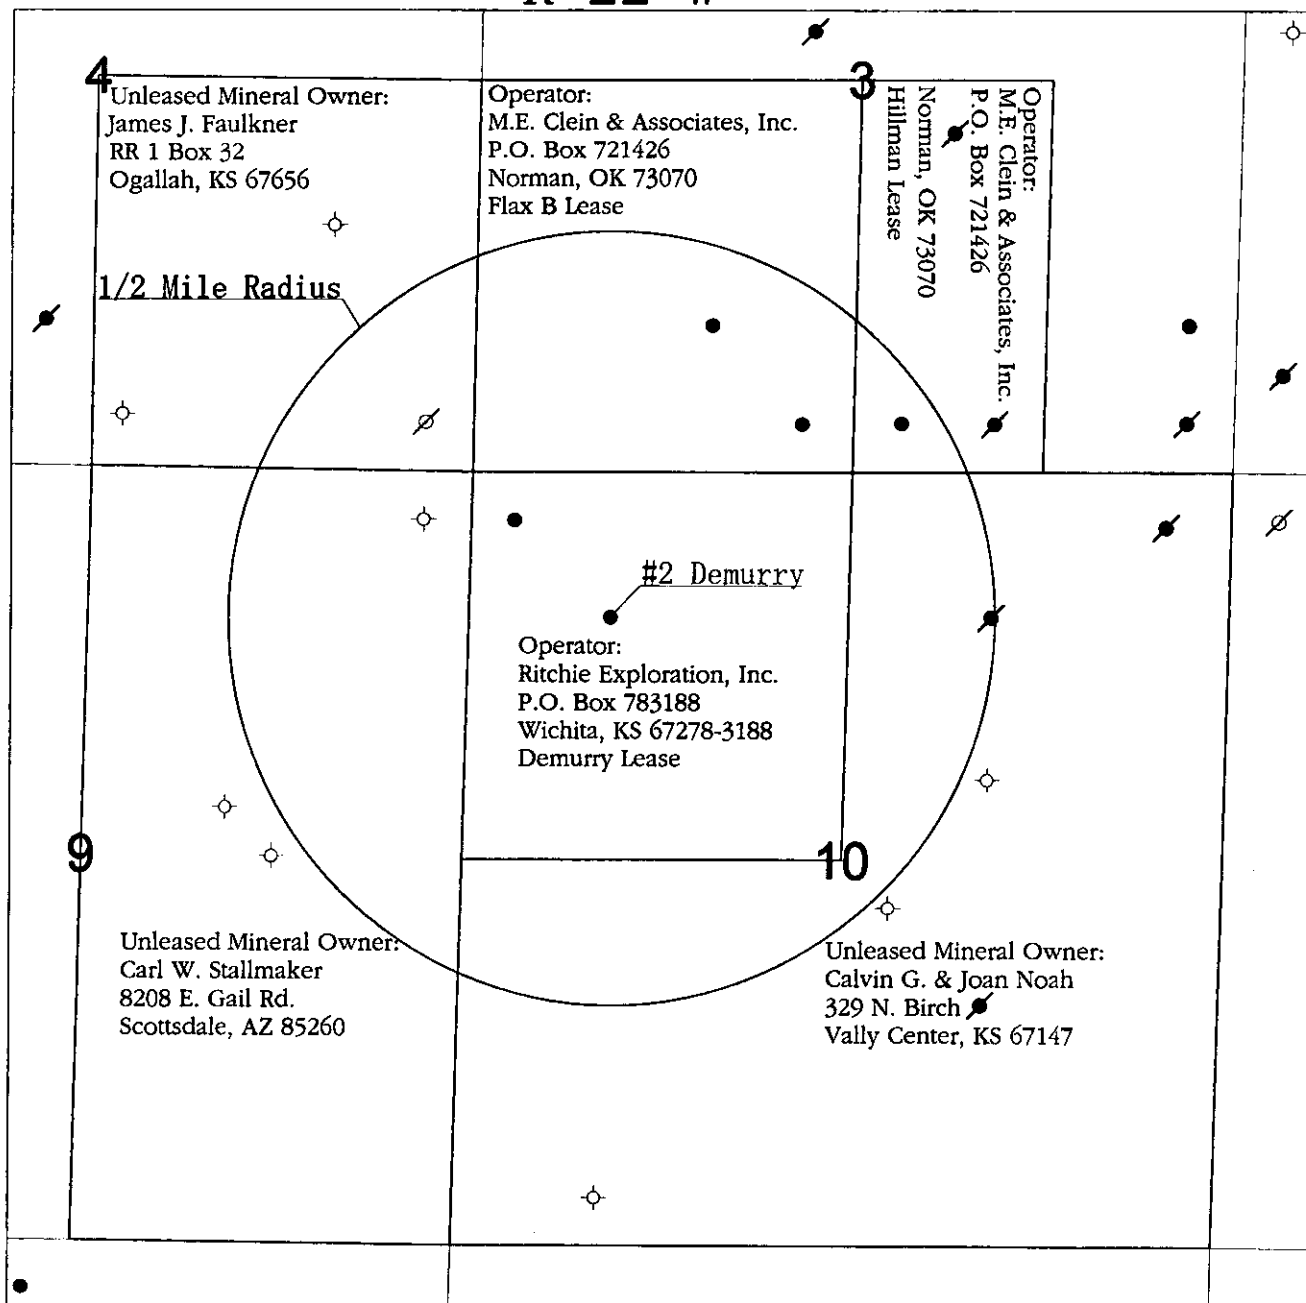 4
Unleased Mineral Owner:
James J. Faulkner
RR 1 Box 32
Ogallah, KS 67656
Operator:
M.E. Clein & Associates, Inc.
P.O. Box 721426
Norman, OK 73070
Flax B Lease
3
Operator:
M.E. Clein & Associates, Inc.
P.O. Box 721426
Norman, OK 73070
Hillman Lease
1/2 Mile Radius
#2 Demurry
Operator:
Ritchie Exploration, Inc.
P.O. Box 783188
Wichita, KS 67278-3188
Demurry Lease
9
10
Unleased Mineral Owner:
Carl W. Stallmaker
8208 E. Gail Rd.
Scottsdale, AZ 85260
Unleased Mineral Owner:
Calvin G. & Joan Noah
329 N. Birch
Vally Center, KS 67147